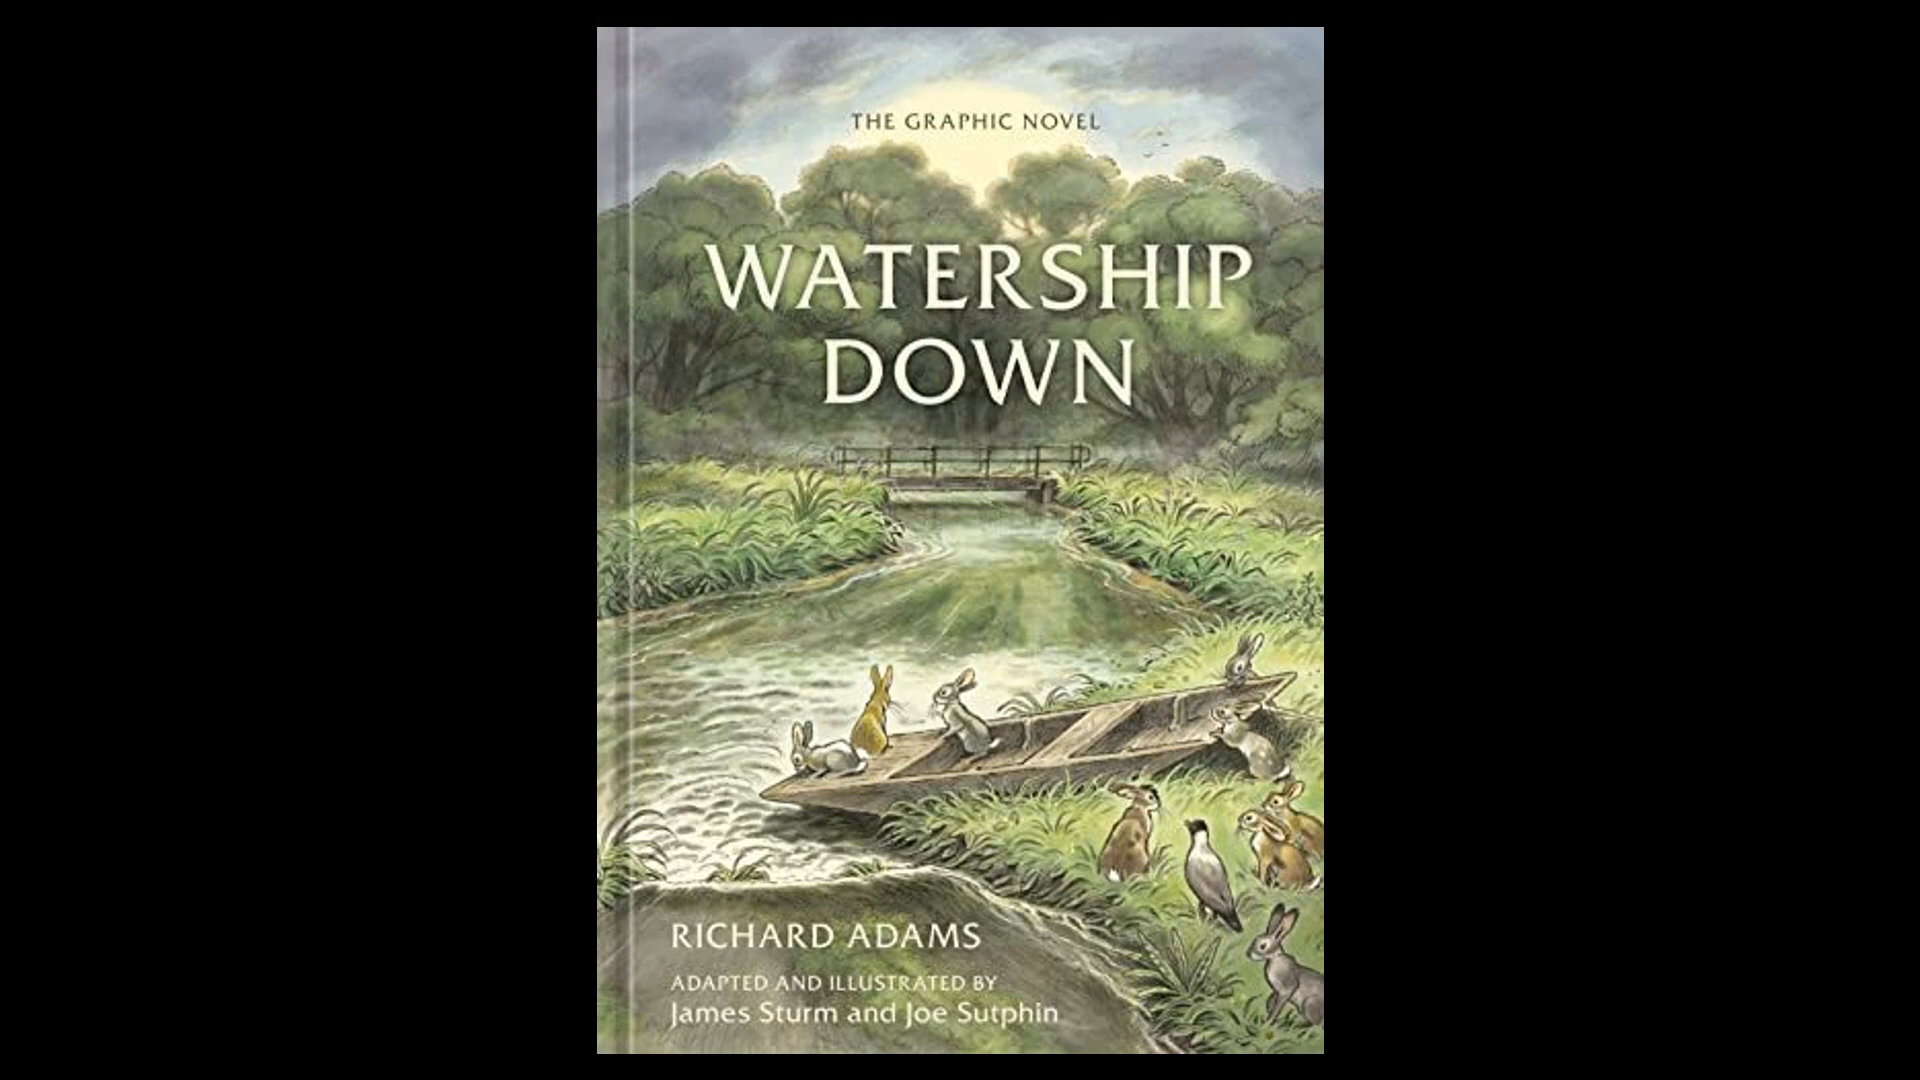 THE GRAPHIC NOVEL
WATERSHIP
DOWN
RICHARD ADAMS
ADAPTED AND ILLUSTRATED BY
James Sturm and Joe Sutphin